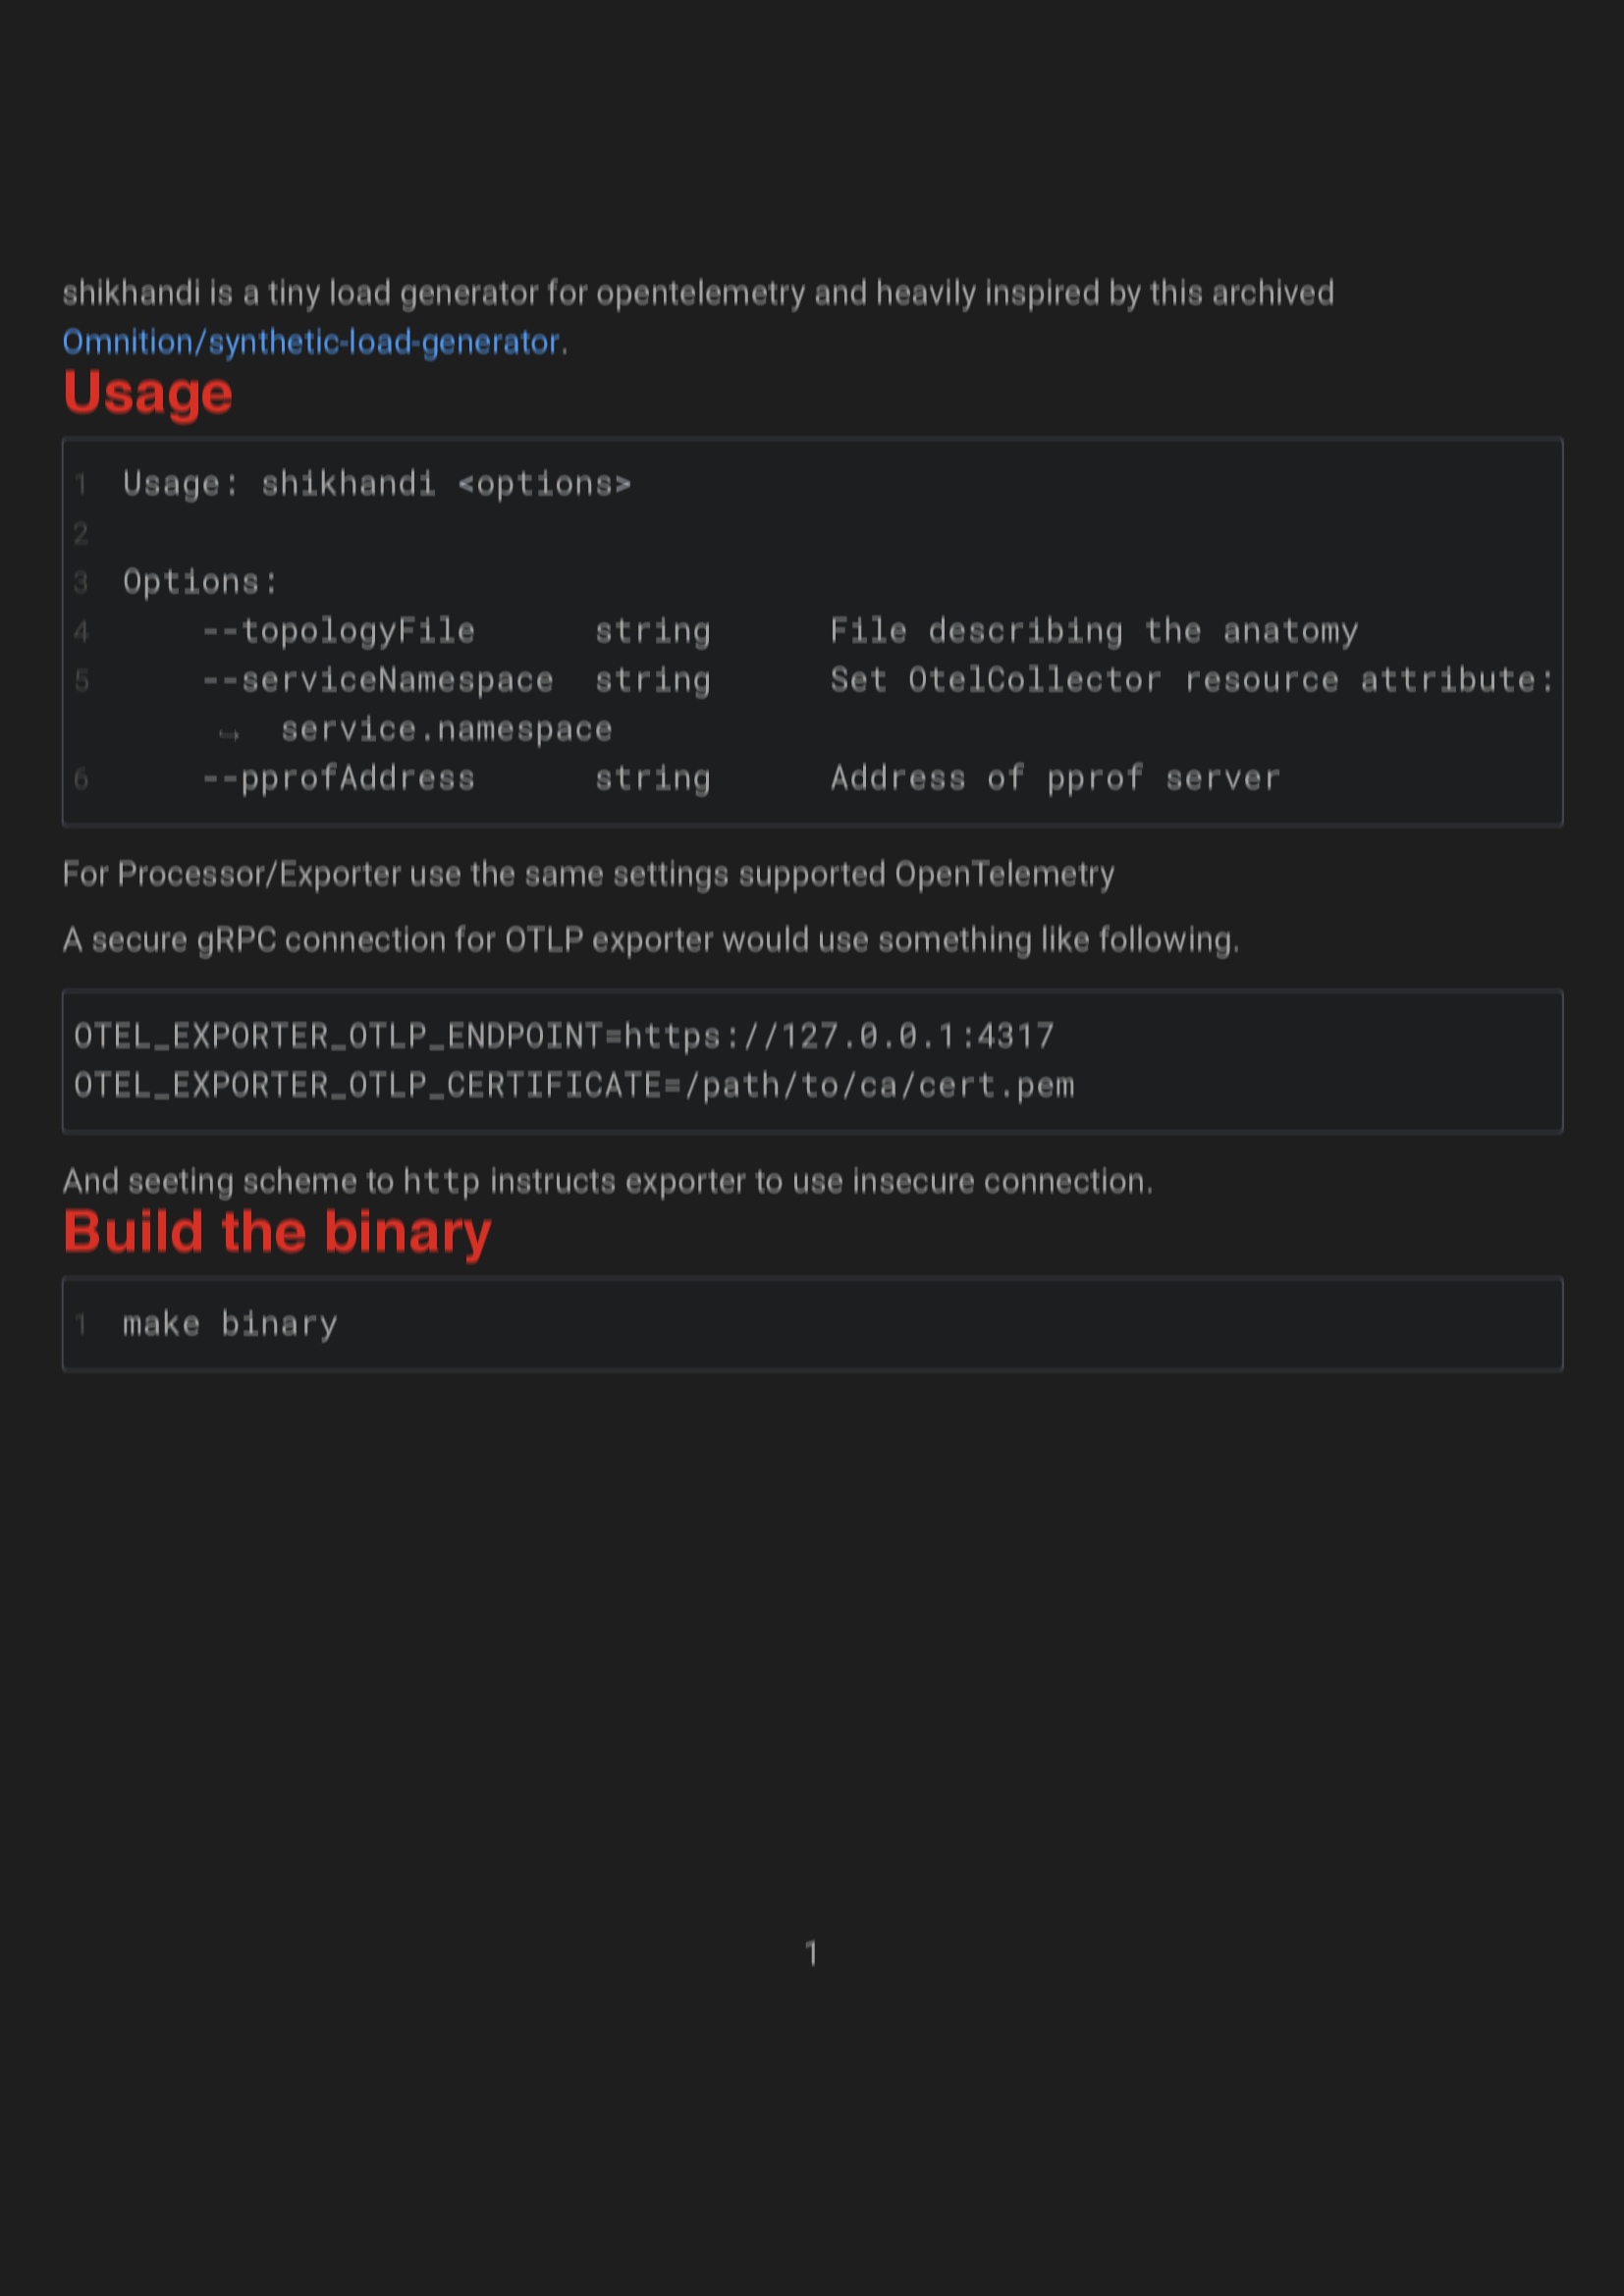 shikhandi is a tiny load generator for opentelemetry and heavily inspired by this archived
Omnition/synthetic-load-generator.
Usage
1 Usage: shikhandi <options>
2
3 Options:
4 --topologyFile string File describing the anatomy
5 --serviceNamespace string Set OtelCollector resource attribute:
↪ service.namespace
6 --pprofAddress string Address of pprof server
For Processor/Exporter use the same settings supported OpenTelemetry
A secure gRPC connection for OTLP exporter would use something like following.
OTEL_EXPORTER_OTLP_ENDPOINT=https://127.0.0.1:4317
OTEL_EXPORTER_OTLP_CERTIFICATE=/path/to/ca/cert.pem
And seeting scheme to http instructs exporter to use insecure connection.
Build the binary
1 make binary
1